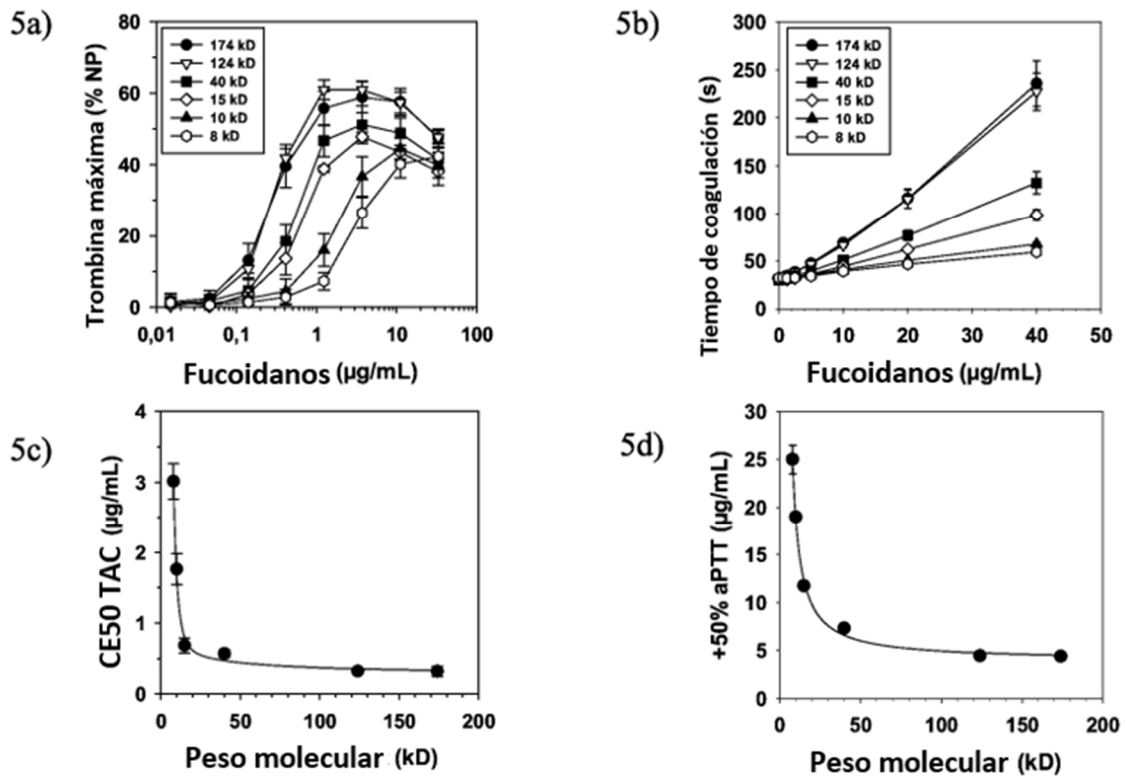 5a)
Trombina máxima (% NP)
80
60
40
20
0
174 kD
124 kD
40 kD
15 kD
10 kD
8 kD
0,01
0,1
1
10
100
Fucoidanos (µg/mL)
5b)
Tiempo de coagulación (s)
300
250
200
150
100
50
0
174 kD
124 kD
40 kD
15 kD
10 kD
8 kD
0
10
20
30
40
50
Fucoidanos (µg/mL)
5c)
CE50 TAC (µg/mL)
4
3
2
1
0
0
50
100
150
200
Peso molecular (kD)
5d)
+50% aPTT (µg/mL)
30
25
20
15
10
5
0
0
50
100
150
200
Peso molecular (kD)